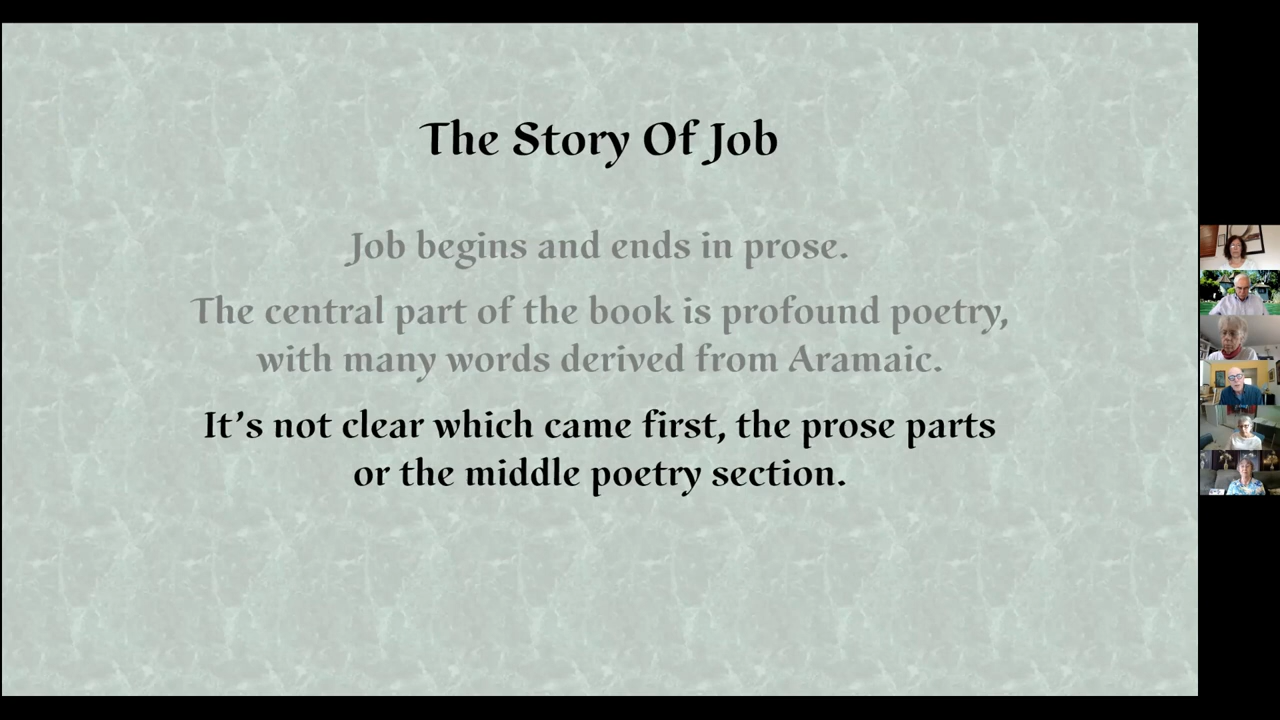 The Story Of Job
Job begins and ends in prose.
The central part of the book is profound poetry,
with many words derived from Aramaic.
It’s not clear which came first, the prose parts
or the middle poetry section.